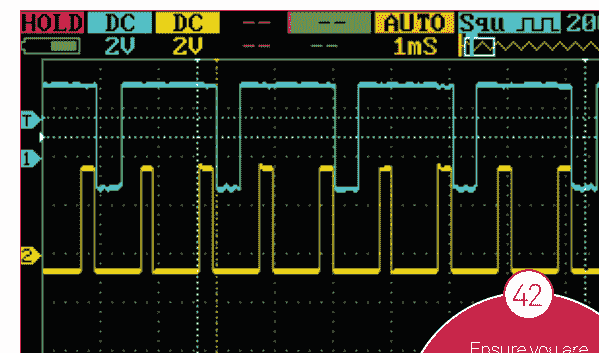 HOLD DC DC -- -- AUTO Squ 20
2V 2V -- -- 1mS
T
1
2
42
Ensure you are